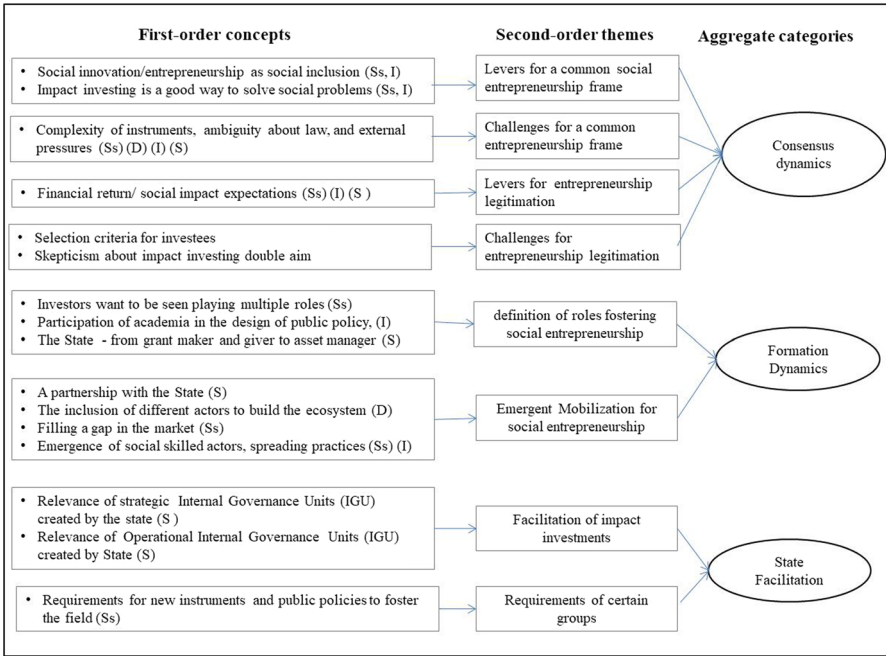 First-order concepts
Second-order themes
Aggregate categories
• Social innovation/entrepreneurship as social inclusion (Ss, I)
• Impact investing is a good way to solve social problems (Ss, I)
Levers for a common social
entrepreneurship frame
• Complexity of instruments, ambiguity about law, and external
pressures (Ss) (D) (I) (S)
Challenges for a common
entrepreneurship frame
Consensus
dynamics
• Financial return/ social impact expectations (Ss) (I) (S )
Levers for entrepreneurship
legitimation
• Selection criteria for investees
• Skepticism about impact investing double aim
Challenges for
entrepreneurship legitimation
• Investors want to be seen playing multiple roles (Ss)
• Participation of academia in the design of public policy, (I)
• The State - from grant maker and giver to asset manager (S)
definition of roles fostering
social entrepreneurship
Formation
Dynamics
• A partnership with the State (S)
• The inclusion of different actors to build the ecosystem (D)
• Filling a gap in the market (Ss)
• Emergence of social skilled actors, spreading practices (Ss) (I)
Emergent Mobilization for
social entrepreneurship
• Relevance of strategic Internal Governance Units (IGU)
created by the state (S )
• Relevance of Operational Internal Governance Units (IGU)
created by State (S)
Facilitation of impact
investments
State
Facilitation
• Requirements for new instruments and public policies to foster
the field (Ss)
Requirements of certain
groups